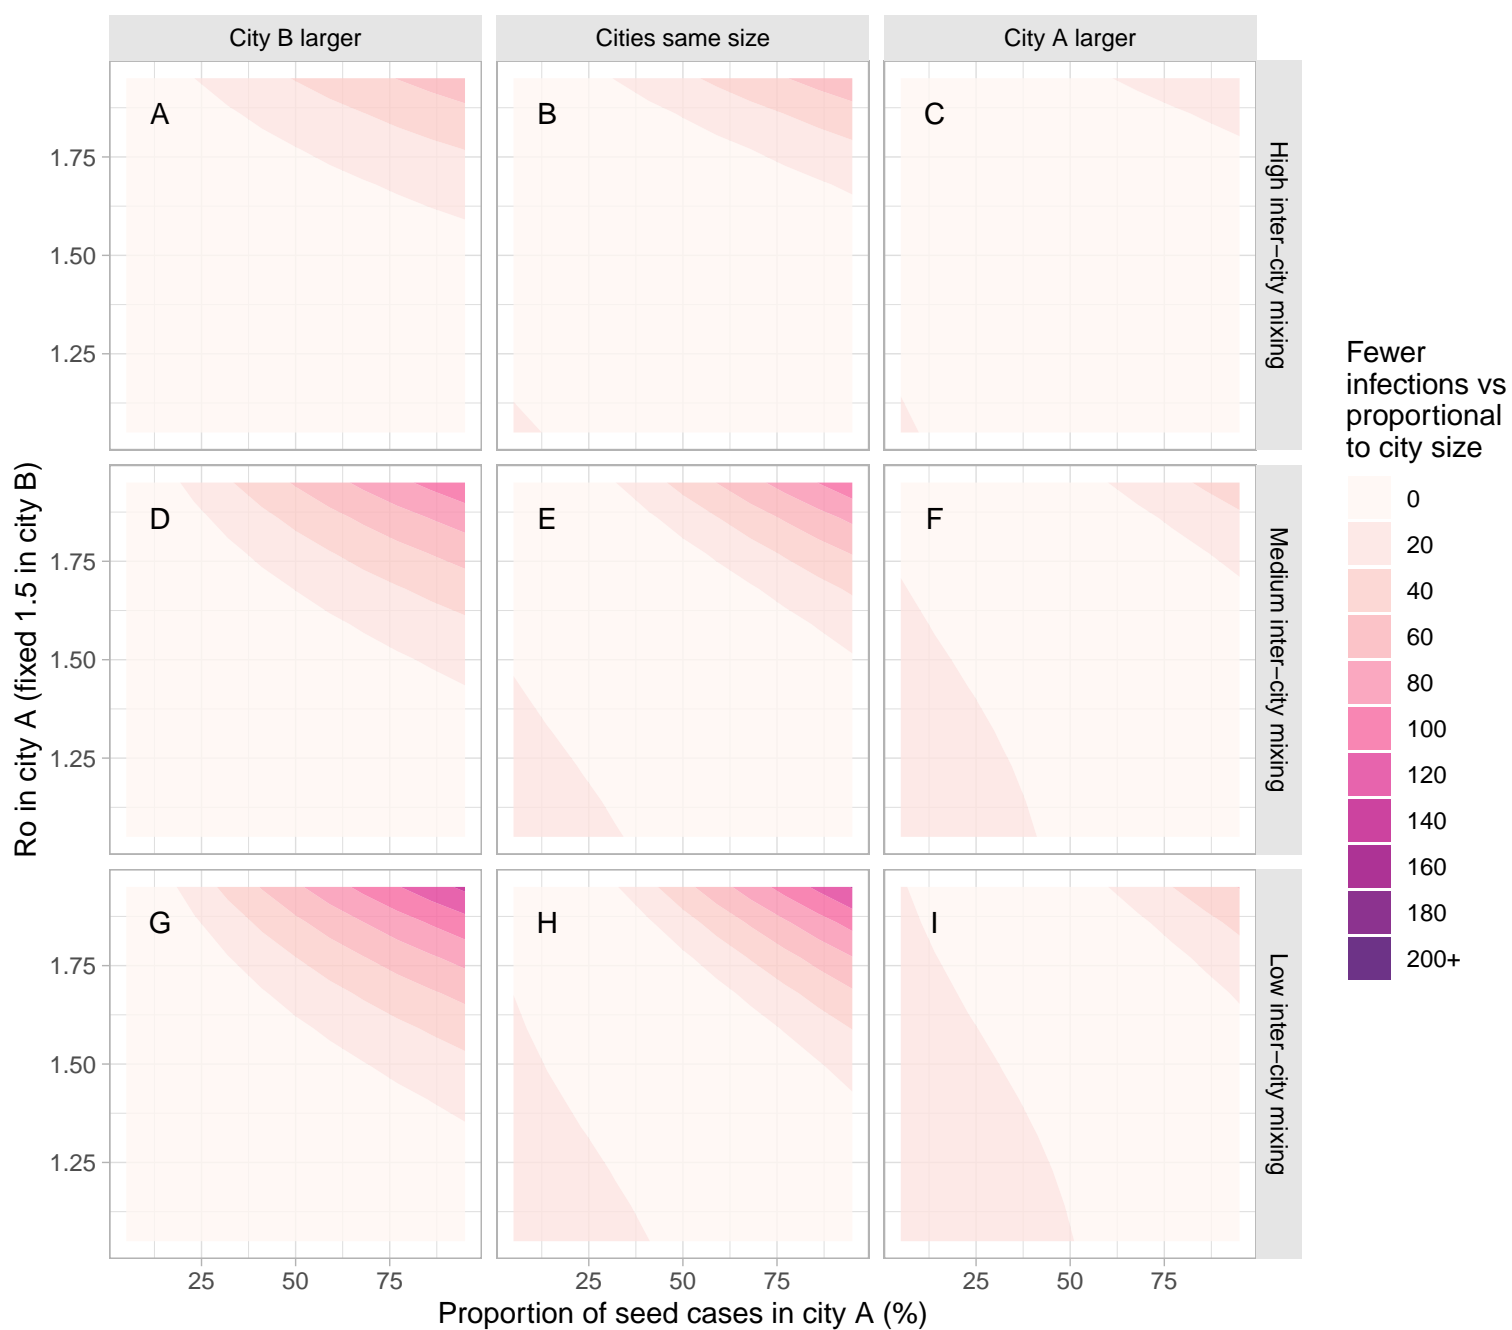 City B larger
Cities same size
City A larger
A
B
C
1.75
1.50
1.25
High inter−city mixing
D
E
F
1.75
1.50
1.25
Medium inter−city mixing
G
H
I
1.75
1.50
1.25
Low inter−city mixing
25
50
75
25
50
75
25
50
75
Proportion of seed cases in city A (%)
Ro in city A (fixed 1.5 in city B)
Fewer
infections vs
proportional
to city size
0
20
40
60
80
100
120
140
160
180
200+